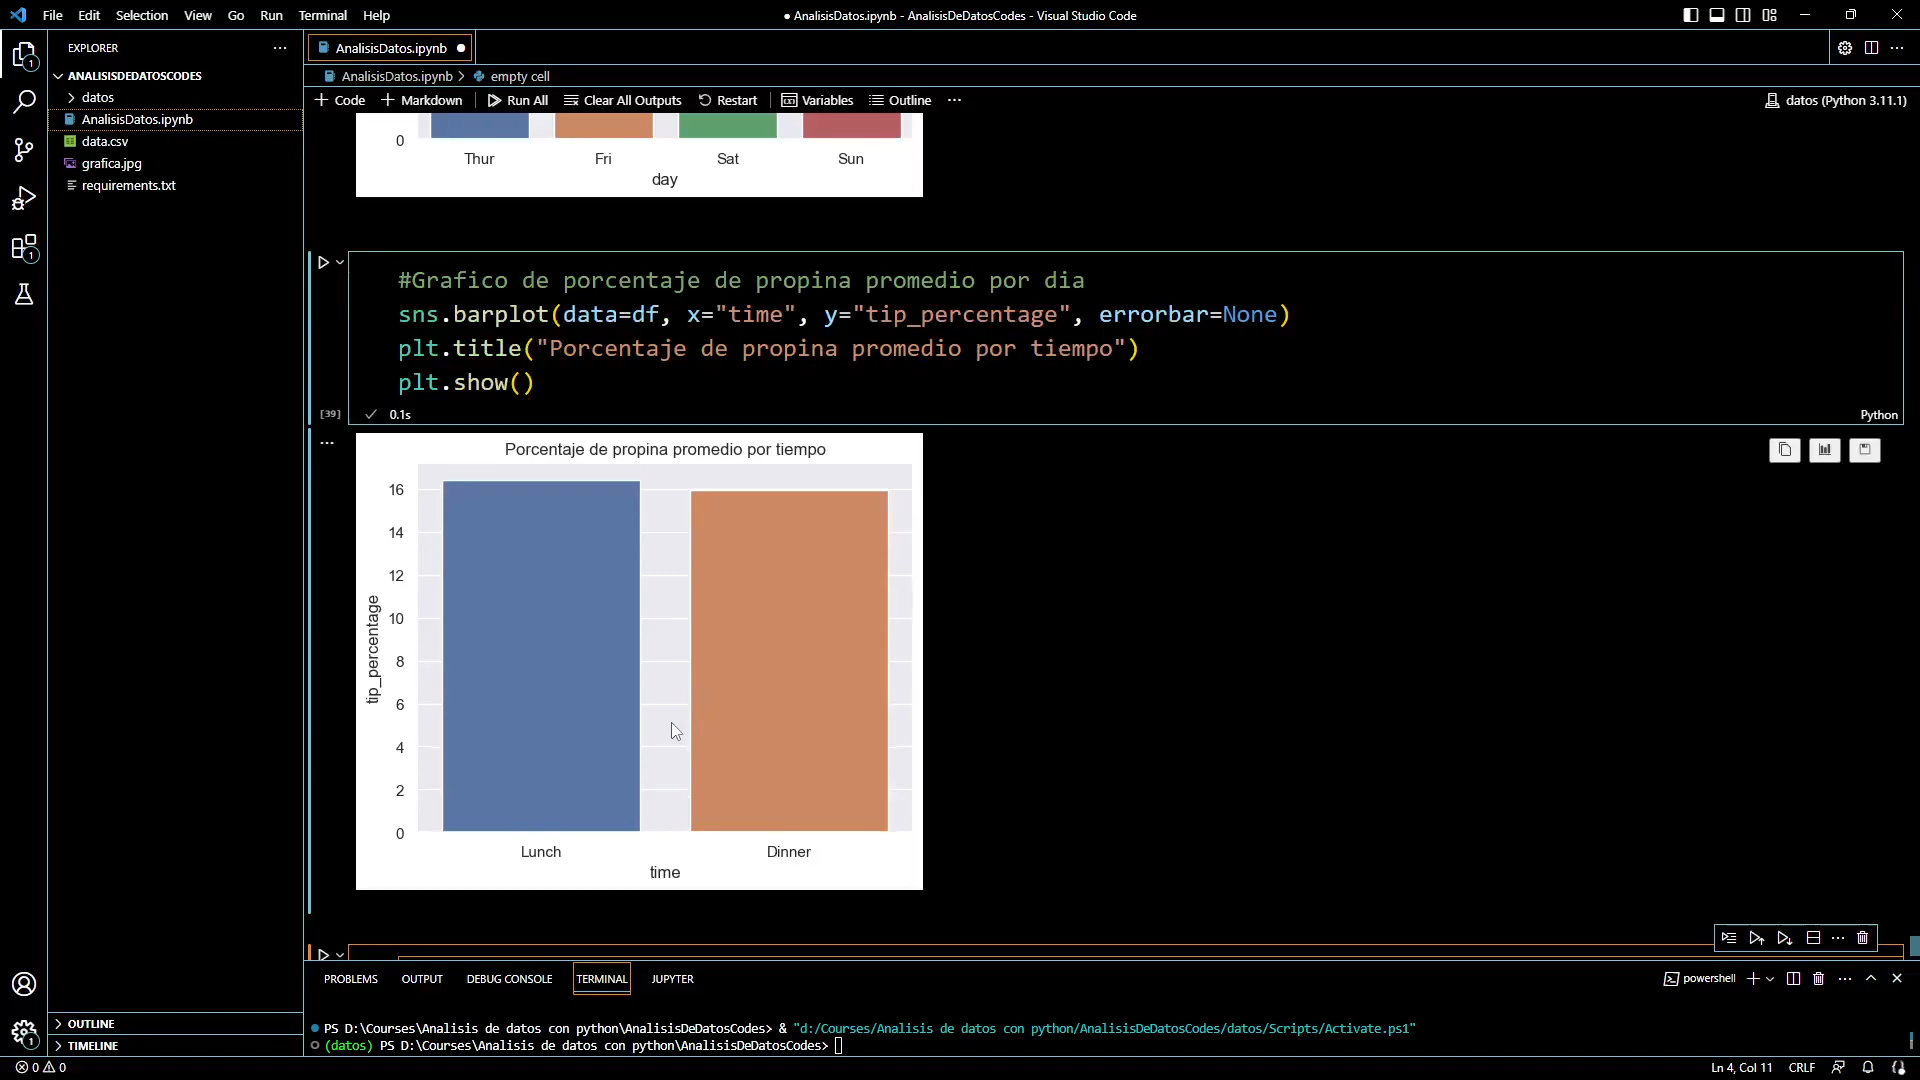 File Edit Selection View Go Run Terminal Help
● AnalisisDatos.ipynb - AnalisisDeDatosCodes - Visual Studio Code
EXPLORER
ANALISISDEDATOSCODES
datos
AnalisisDatos.ipynb
data.csv
grafica.jpg
requirements.txt
OUTLINE
TIMELINE
AnalisisDatos.ipynb
AnalisisDatos.ipynb > empty cell
+ Code + Markdown Run All Clear All Outputs Restart Variables Outline ...
datos (Python 3.11.1)
0
Thur Fri Sat Sun
day
#Grafico de porcentaje de propina promedio por dia
sns.barplot(data=df, x="time", y="tip_percentage", errorbar=None)
plt.title("Porcentaje de propina promedio por tiempo")
plt.show()
[39] 0.1s
Python
Porcentaje de propina promedio por tiempo
16
14
12
10
8
6
4
2
0
tip_percentage
Lunch Dinner
time
PROBLEMS OUTPUT DEBUG CONSOLE TERMINAL JUPYTER
powershell
PS D:\Courses\Analisis de datos con python\AnalisisDeDatosCodes> & "d:/Courses/Analisis de datos con python/AnalisisDeDatosCodes/datos/Scripts/Activate.ps1"
(datos) PS D:\Courses\Analisis de datos con python\AnalisisDeDatosCodes>
0 0
Ln 4, Col 11 CRLF
1
1
1